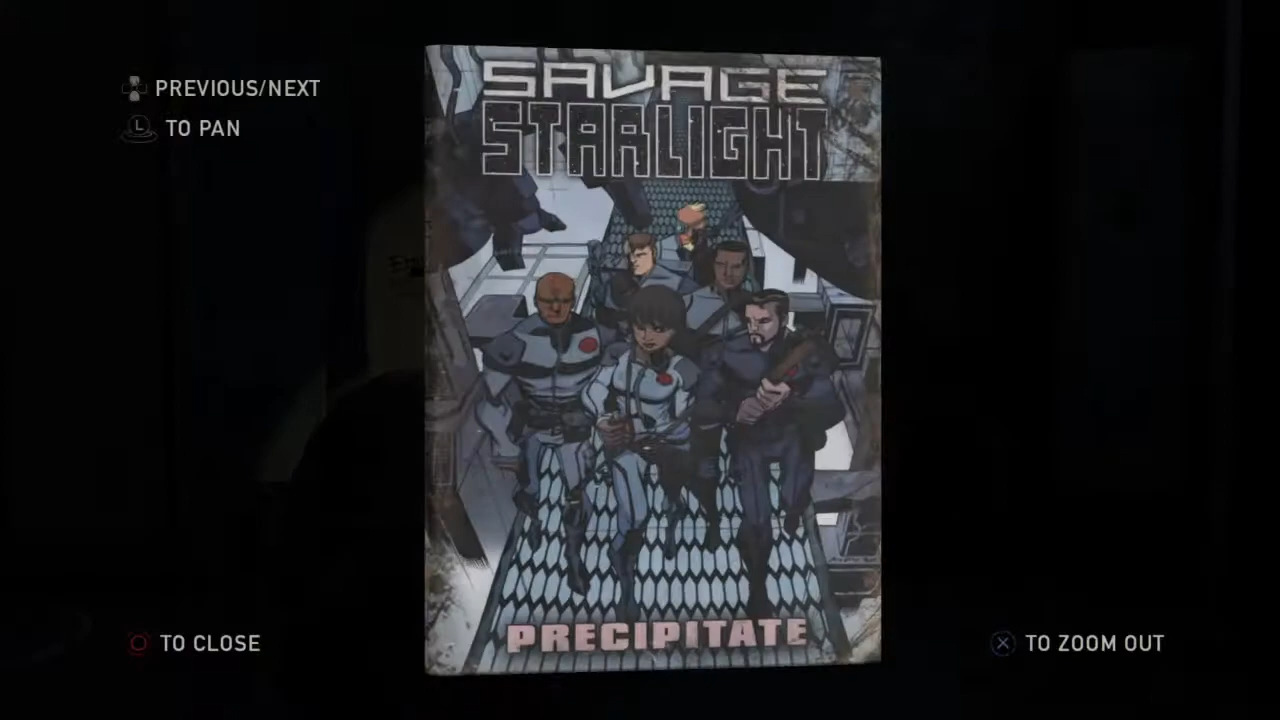 PREVIOUS/NEXT
L TO PAN
SAVAGE
STARLIGHT
PRECIPITATE
TO CLOSE
TO ZOOM OUT